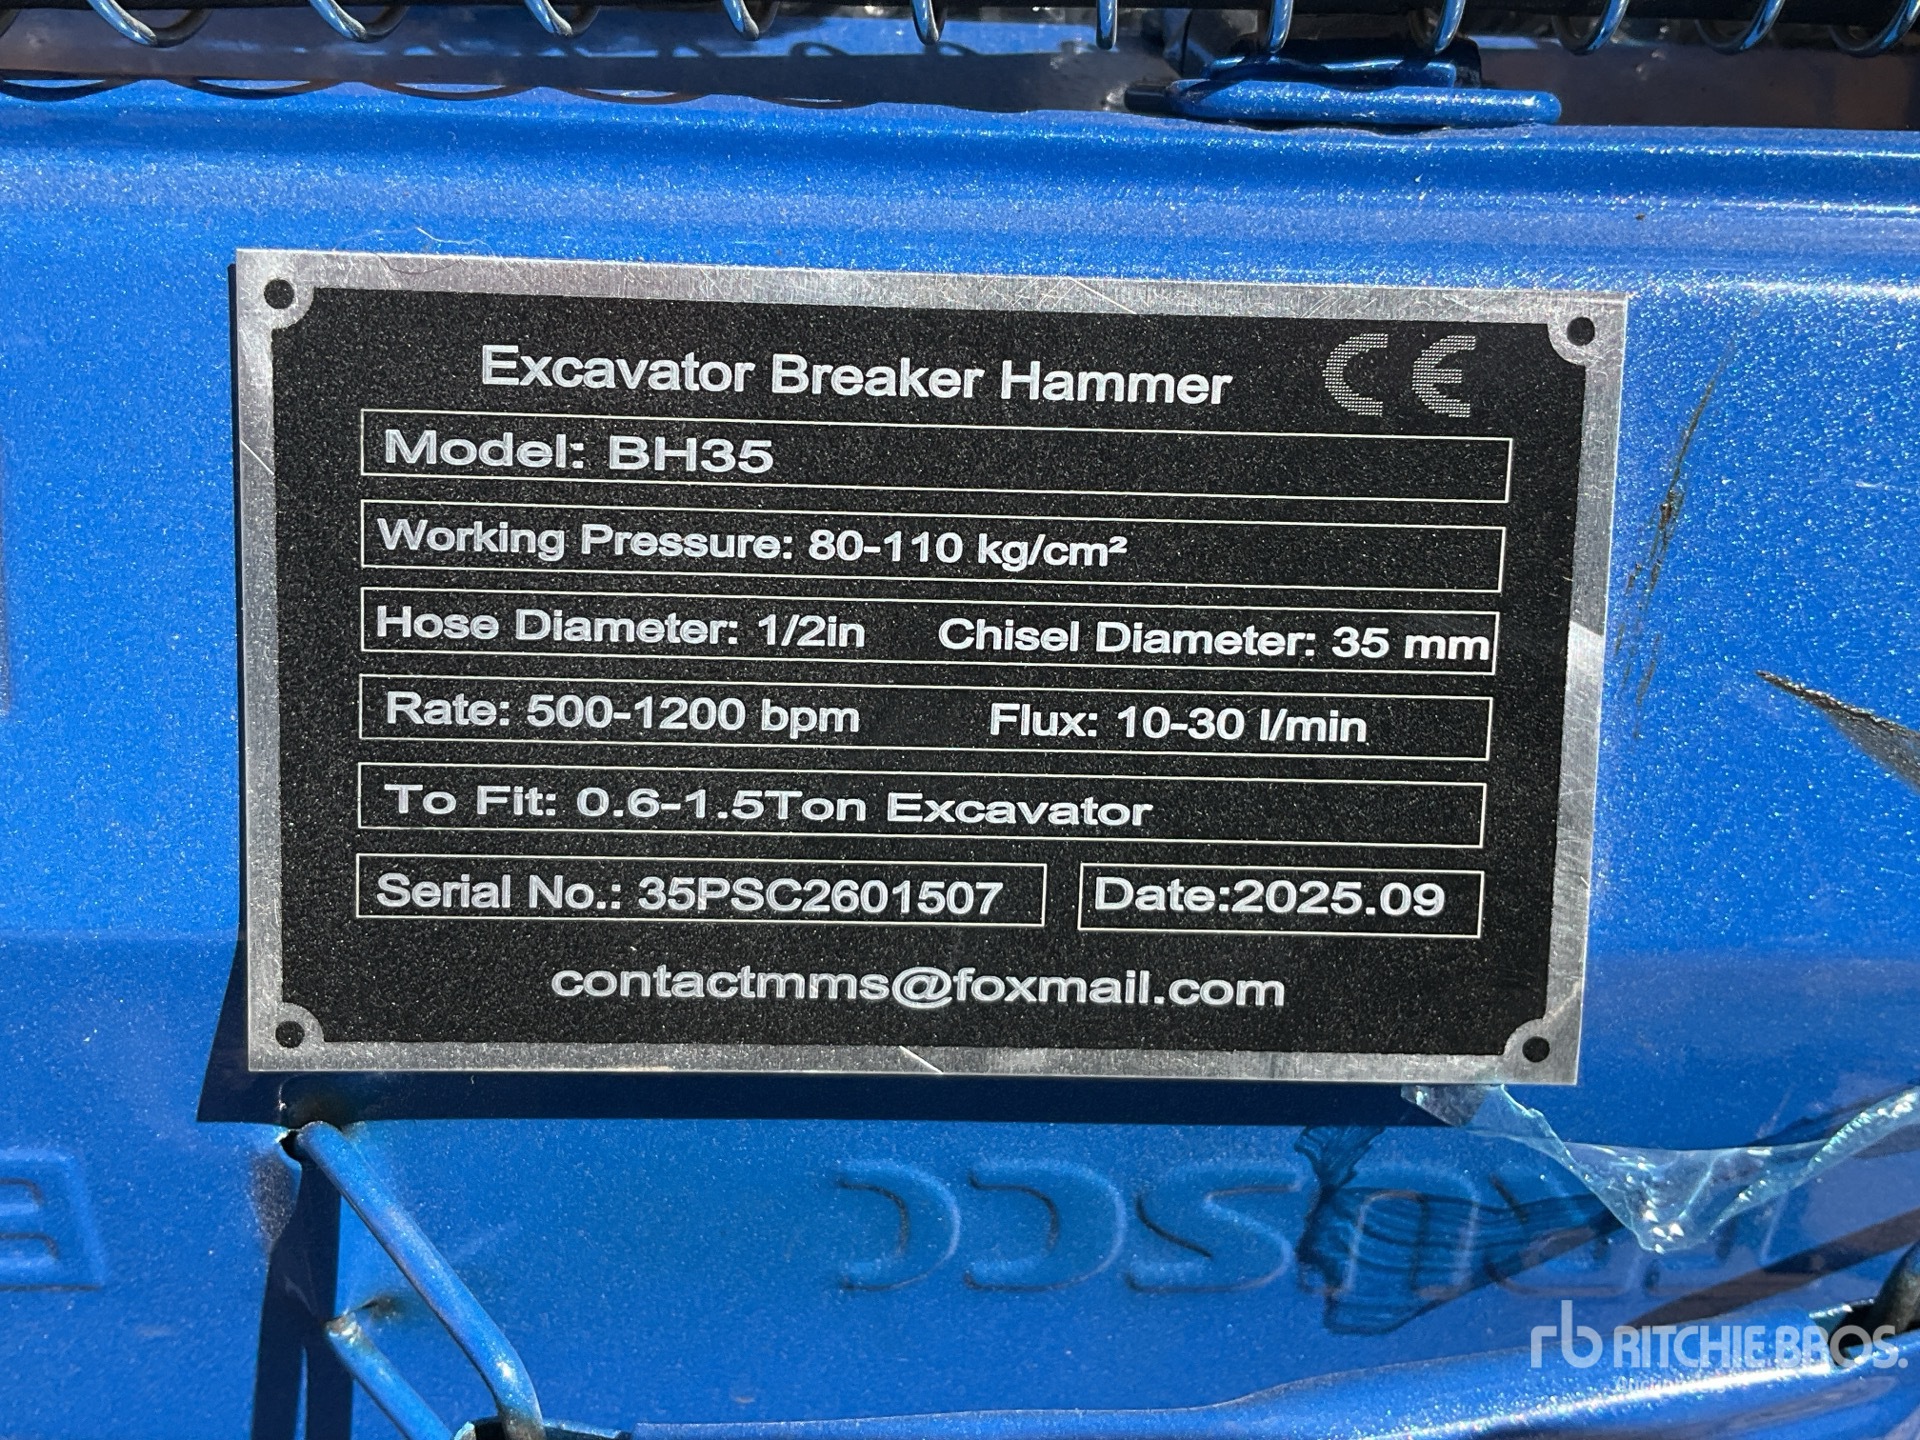 Excavator Breaker Hammer CE
Model: BH35
Working Pressure: 80-110 kg/cm²
Hose Diameter: 1/2in Chisel Diameter: 35 mm
Rate: 500-1200 bpm Flux: 10-30 l/min
To Fit: 0.6-1.5Ton Excavator
Serial No.: 35PSC2601507 Date:2025.09
contactmms@foxmail.com
rb RITCHIE BROS.